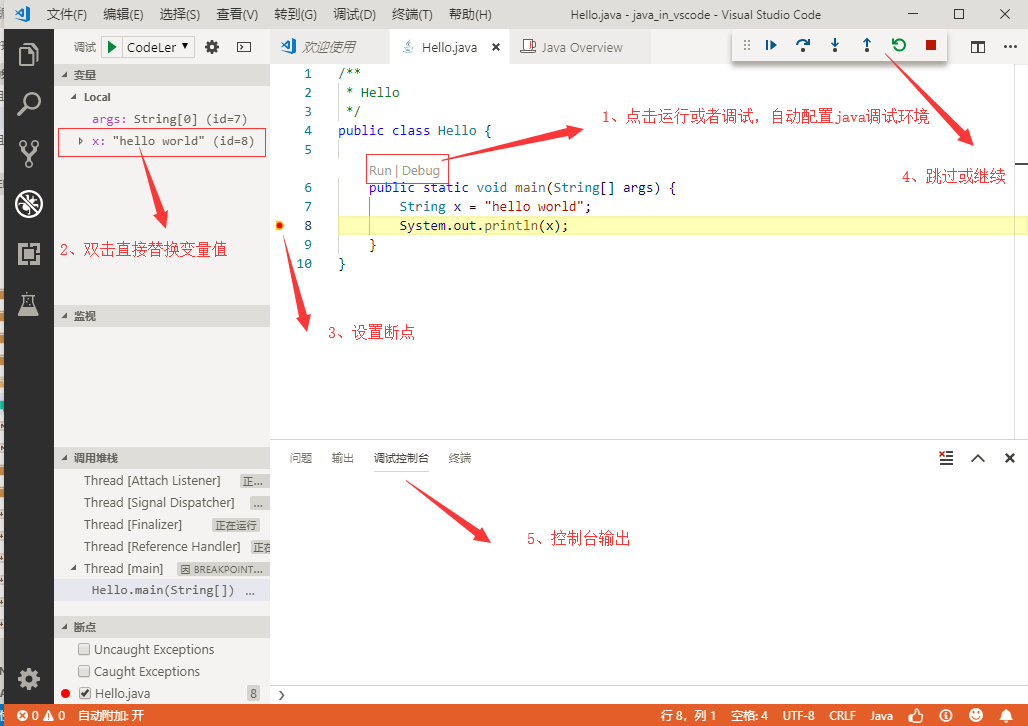 文件(F) 编辑(E) 选择(S) 查看(V) 转到(G) 调试(D) 终端(T) 帮助(H) Hello.java - java_in_vscode - Visual Studio Code
调试 CodeLer 欢迎使用 Hello.java Java Overview
变量
Local
args: String[0] (id=7)
x: "hello world" (id=8)
2、双击直接替换变量值
监视
调用堆栈
Thread [Attach Listener] 正...
Thread [Signal Dispatcher] ...
Thread [Finalizer] 正在运行
Thread [Reference Handler] 正在
Thread [main] 因 BREAKPOINT...
Hello.main(String[]) ...
断点
Uncaught Exceptions
Caught Exceptions
Hello.java 8
1 /**
2 * Hello
3 */
4 public class Hello {
5
Run | Debug
6 public static void main(String[] args) {
7 String x = "hello world";
8 System.out.println(x);
9 }
10 }
1、点击运行或者调试，自动配置java调试环境
4、跳过或继续
3、设置断点
问题 输出 调试控制台 终端
5、控制台输出
0 0 自动附加: 开 行 8，列 1 空格: 4 UTF-8 CRLF Java